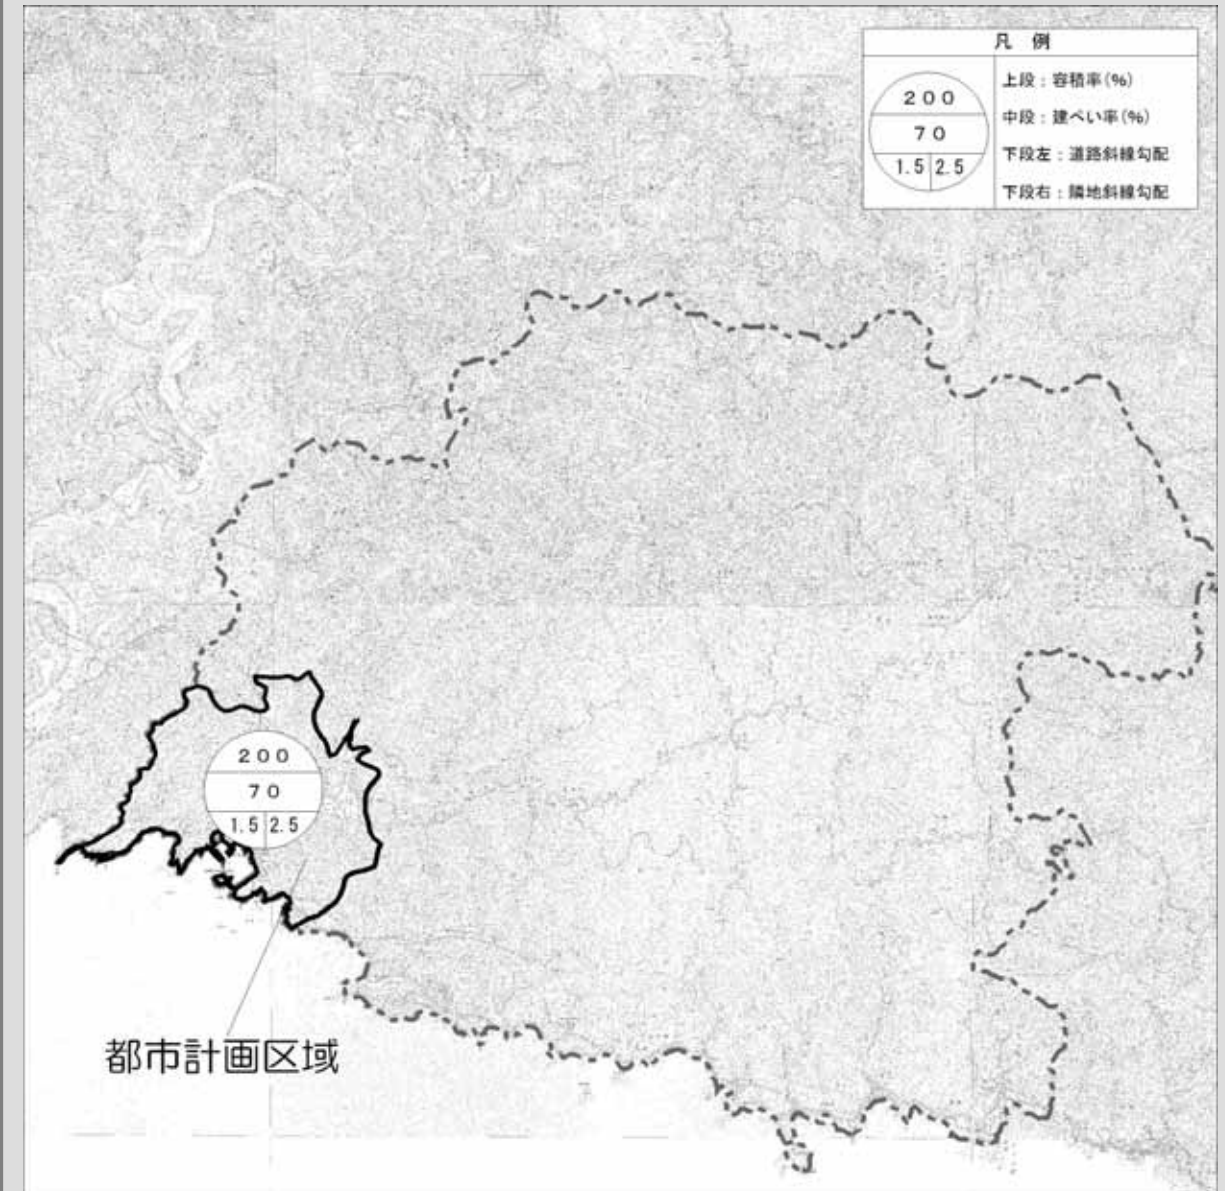 凡 例
200
70
1.5 2.5
上段：容積率(%)
中段：建ぺい率(%)
下段左：道路斜線勾配
下段右：隣地斜線勾配
200
70
1.5 2.5
都市計画区域